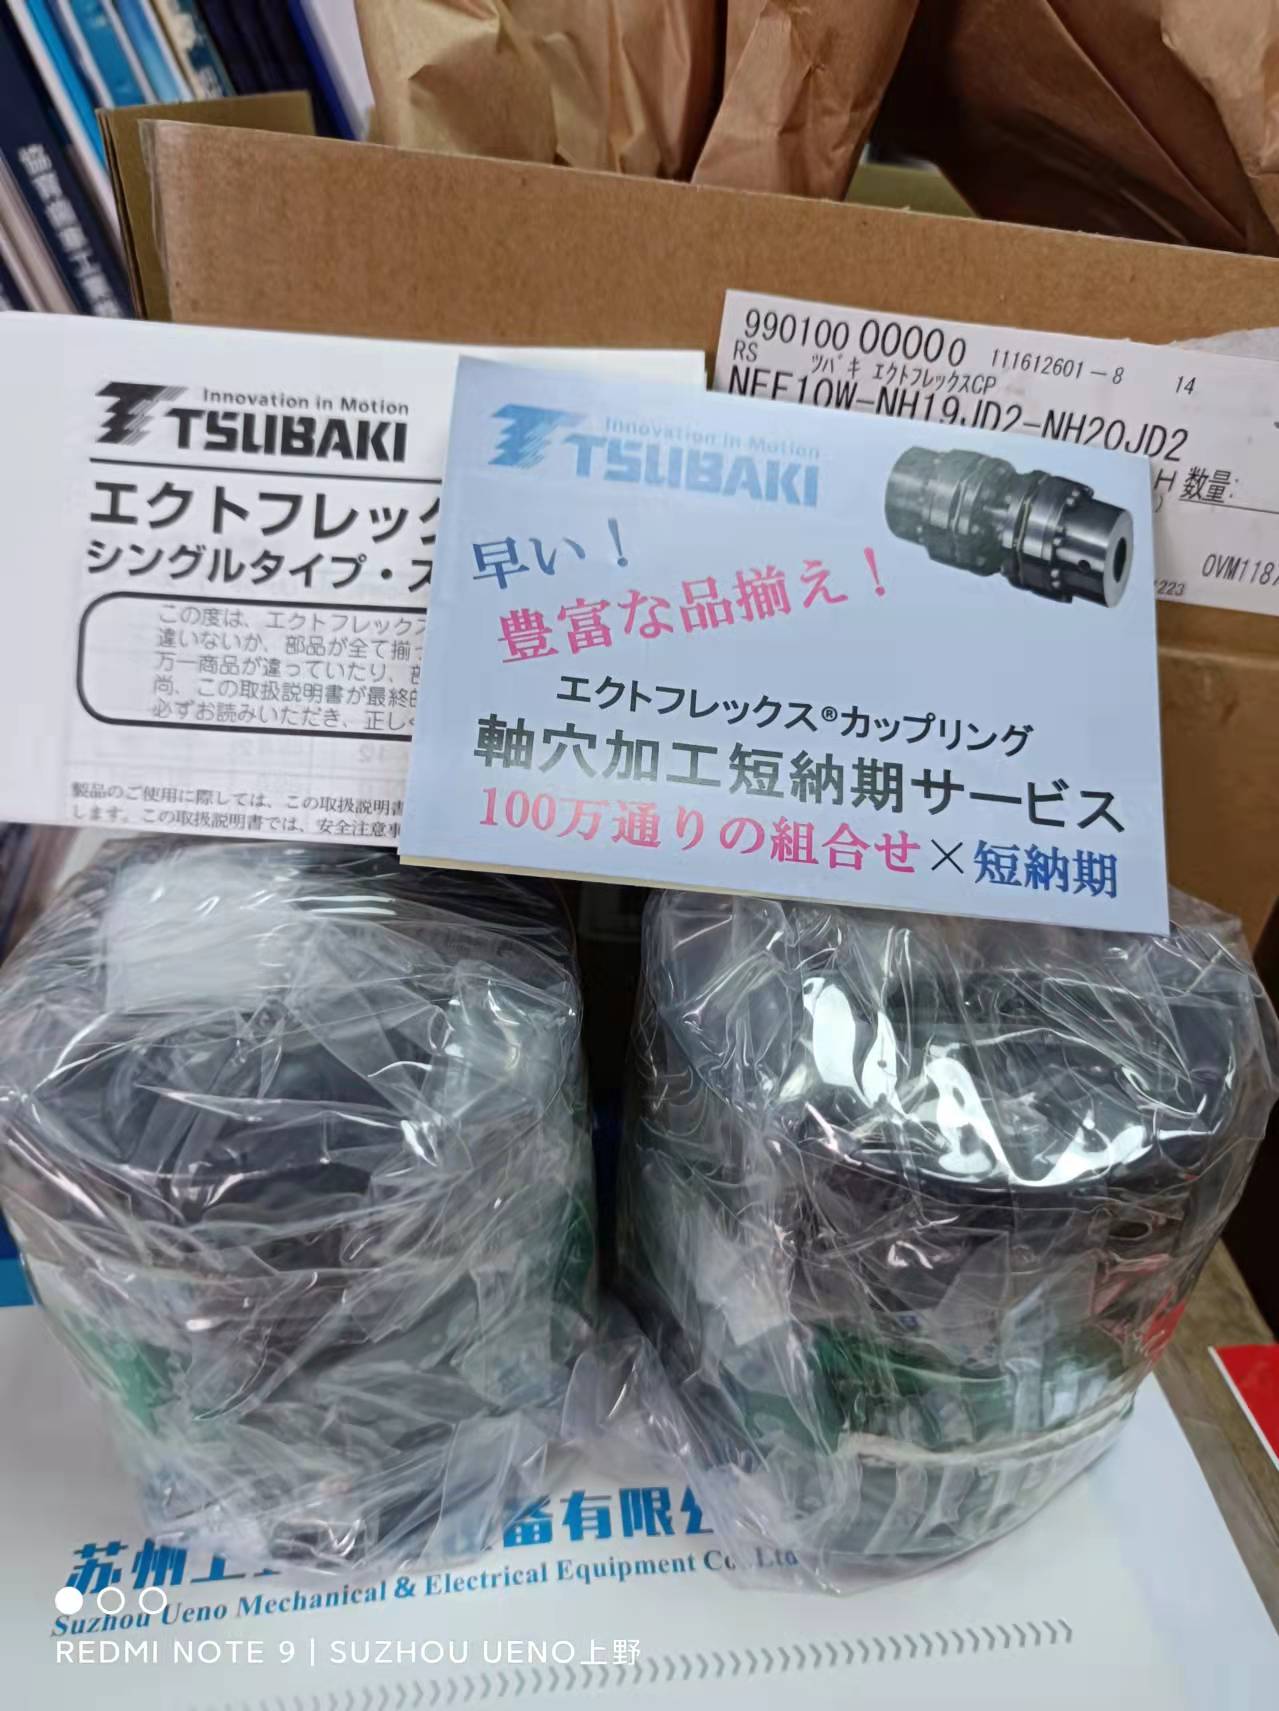 990100 00000 111612601-8 14
RS ツバキ エクトフレックスCP
NEF10W-NH19JD2-NH20JD2
H 数量:
OVM118
1223
Innovation in Motion
TSUBAKI
エクトフレック
シングルタイプ・ス
この度は、エクトフレックス
違いないか、部品が全て揃っ
万一商品が違っていたり、
尚、この取扱説明書が最終
必ずお読みいただき、正し
製品のご使用に際しては、この取扱説明書
します。この取扱説明書では、安全注意事
Innovation in Motion
TSUBAKI
早い!
豊富な品揃え!
エクトフレックス®カップリング
軸穴加工短納期サービス
100万通りの組合せ×短納期
苏州上 备有限
Suzhou Ueno Mechanical & Electrical Equipment Co.,Ltd
REDMI NOTE 9 | SUZHOU UENO上野